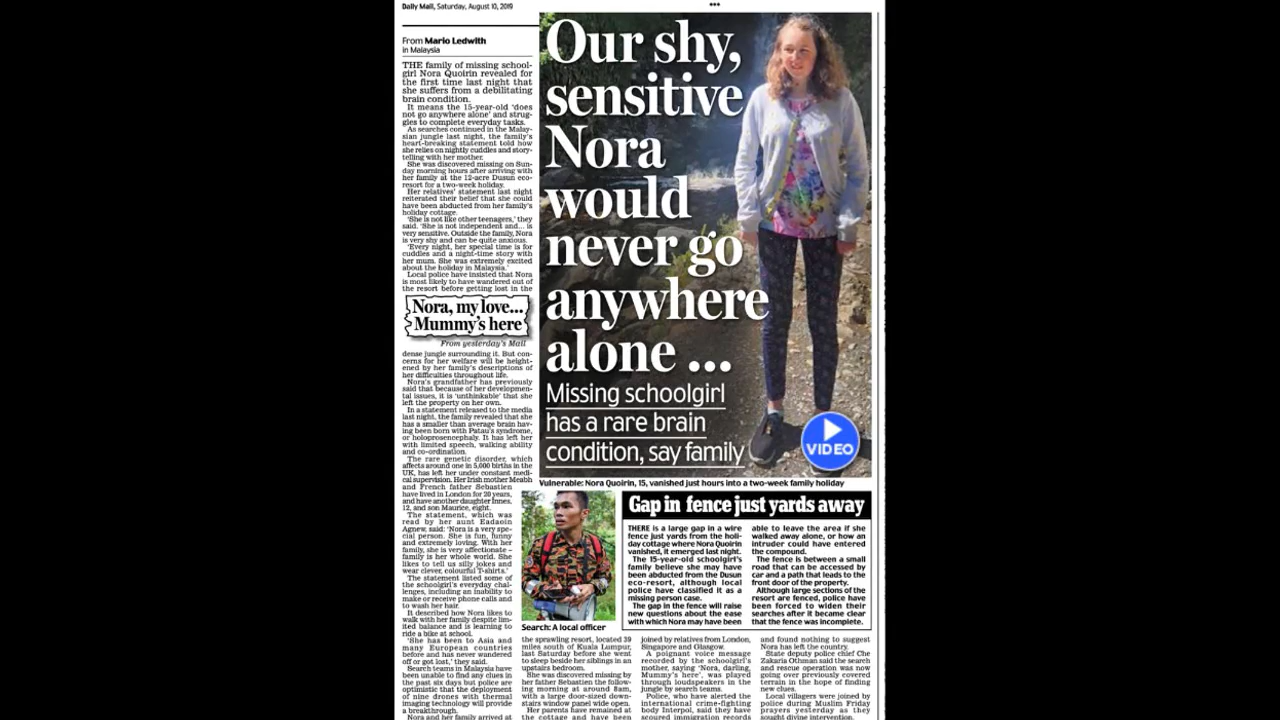 Daily Mail, Saturday, August 10, 2019
***
From Mario Ledwith
in Malaysia
THE family of missing school-
girl Nora Quoirin revealed for
the first time last night that
she suffers from a debilitating
brain condition.
It means the 15-year-old 'does
not go anywhere alone' and strug-
gles to complete everyday tasks.
As searches continued in the Malay-
sian jungle last night, the family's
heart-breaking statement told how
she relies on nightly cuddles and story-
telling with her mother.
She was discovered missing on Sun-
day morning hours after arriving with
her family at the 12-acre Dusun eco-
resort for a two-week holiday.
Her relatives' statement last night
reiterated their belief that she could
have been abducted from her family's
holiday cottage.
'She is not like other teenagers,' they
said. 'She is not independent and... is
very sensitive. Outside the family, Nora
is very shy and can be quite anxious.
'Every night, her special time is for
cuddles and a night-time story with
her mum. She was extremely excited
about the holiday in Malaysia.'
Local police have insisted that Nora
is most likely to have wandered out of
the resort before getting lost in the
Nora, my love...
Mummy's here
From yesterday's Mail
dense jungle surrounding it. But con-
cerns for her welfare will be height-
ened by her family's descriptions of
her difficulties throughout life.
Nora's grandfather has previously
said that because of her developmen-
tal issues, it is 'unthinkable' that she
left the property on her own.
In a statement released to the media
last night, the family revealed that she
has a smaller than average brain hav-
ing been born with Patau's syndrome,
or holoprosencephaly. It has left her
with limited speech, walking ability
and co-ordination.
The rare genetic disorder, which
affects around one in 5,000 births in the
UK, has left her under constant medi-
cal supervision. Her Irish mother Meabh
and French father Sebastien
have lived in London for 20 years,
and have another daughter Innes,
12, and son Maurice, eight.
The statement, which was
read by her aunt Eadaoin
Agnew, said: 'Nora is a very spe-
cial person. She is fun, funny
and extremely loving. With her
family, she is very affectionate –
family is her whole world. She
likes to tell us silly jokes and
wear clever, colourful T-shirts.'
The statement listed some of
the schoolgirl's everyday chal-
lenges, including an inability to
make or receive phone calls and
to wash her hair.
It described how Nora likes to
walk with her family despite lim-
ited balance and is learning to
ride a bike at school.
'She has been to Asia and
many European countries
before and has never wandered
off or got lost,' they said.
Search teams in Malaysia have
been unable to find any clues in
the past six days but police are
optimistic that the deployment
of nine drones with thermal
imaging technology will provide
a breakthrough.
Nora and her family arrived at
Our shy,
sensitive
Nora
would
never go
anywhere
alone ...
Missing schoolgirl
has a rare brain
condition, say family
VIDEO
Vulnerable: Nora Quoirin, 15, vanished just hours into a two-week family holiday
Search: A local officer
Gap in fence just yards away
THERE is a large gap in a wire
fence just yards from the holi-
day cottage where Nora Quoirin
vanished, it emerged last night.
The 15-year-old schoolgirl's
family believe she may have
been abducted from the Dusun
eco-resort, although local
police have classified it as a
missing person case.
The gap in the fence will raise
new questions about the ease
with which Nora may have been
able to leave the area if she
walked away alone, or how an
intruder could have entered
the compound.
The fence is between a small
road that can be accessed by
car and a path that leads to the
front door of the property.
Although large sections of the
resort are fenced, police have
been forced to widen their
searches after it became clear
that the fence was incomplete.
the sprawling resort, located 39
miles south of Kuala Lumpur,
last Saturday before she went
to sleep beside her siblings in an
upstairs bedroom.
She was discovered missing by
her father Sebastien the follow-
ing morning at around 8am,
with a large door-sized down-
stairs window panel wide open.
Her parents have remained at
the cottage and have been
joined by relatives from London,
Singapore and Glasgow.
A poignant voice message
recorded by the schoolgirl's
mother, saying 'Nora, darling,
Mummy's here', was played
through loudspeakers in the
jungle by search teams.
Police, who have alerted the
international crime-fighting
body Interpol, said they have
scoured immigration records
and found nothing to suggest
Nora has left the country.
State deputy police chief Che
Zakaria Othman said the search
and rescue operation was now
going over previously covered
terrain in the hope of finding
new clues.
Local villagers were joined by
police during Muslim Friday
prayers yesterday as they
sought divine intervention.